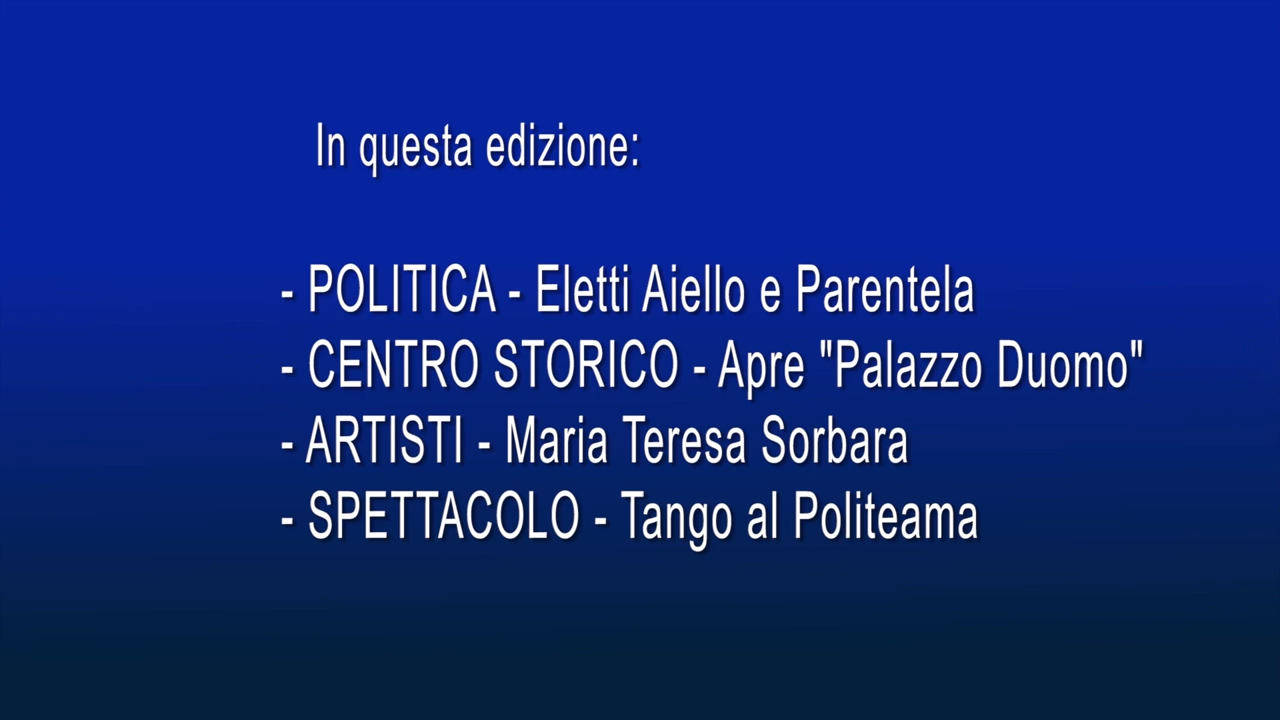 In questa edizione:
- POLITICA - Eletti Aiello e Parentela
- CENTRO STORICO - Apre "Palazzo Duomo"
- ARTISTI - Maria Teresa Sorbara
- SPETTACOLO - Tango al Politeama